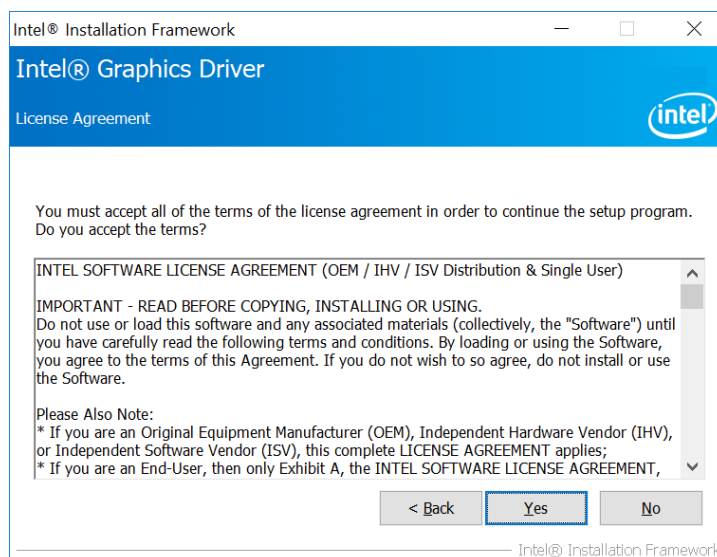 Intel® Installation Framework
Intel® Graphics Driver
License Agreement
intel
You must accept all of the terms of the license agreement in order to continue the setup program.
Do you accept the terms?
INTEL SOFTWARE LICENSE AGREEMENT (OEM / IHV / ISV Distribution & Single User)
IMPORTANT - READ BEFORE COPYING, INSTALLING OR USING.
Do not use or load this software and any associated materials (collectively, the "Software") until
you have carefully read the following terms and conditions. By loading or using the Software,
you agree to the terms of this Agreement. If you do not wish to so agree, do not install or use
the Software.
Please Also Note:
* If you are an Original Equipment Manufacturer (OEM), Independent Hardware Vendor (IHV),
or Independent Software Vendor (ISV), this complete LICENSE AGREEMENT applies;
* If you are an End-User, then only Exhibit A, the INTEL SOFTWARE LICENSE AGREEMENT,
< Back
Yes
No
Intel® Installation Framework